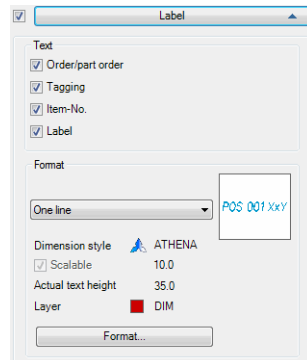 Label
Text
Order/part order
Tagging
Item-No.
Label
Format
One line
POS 001 XxY
Dimension style ATHENA
Scalable 10.0
Actual text height 35.0
Layer DIM
Format...